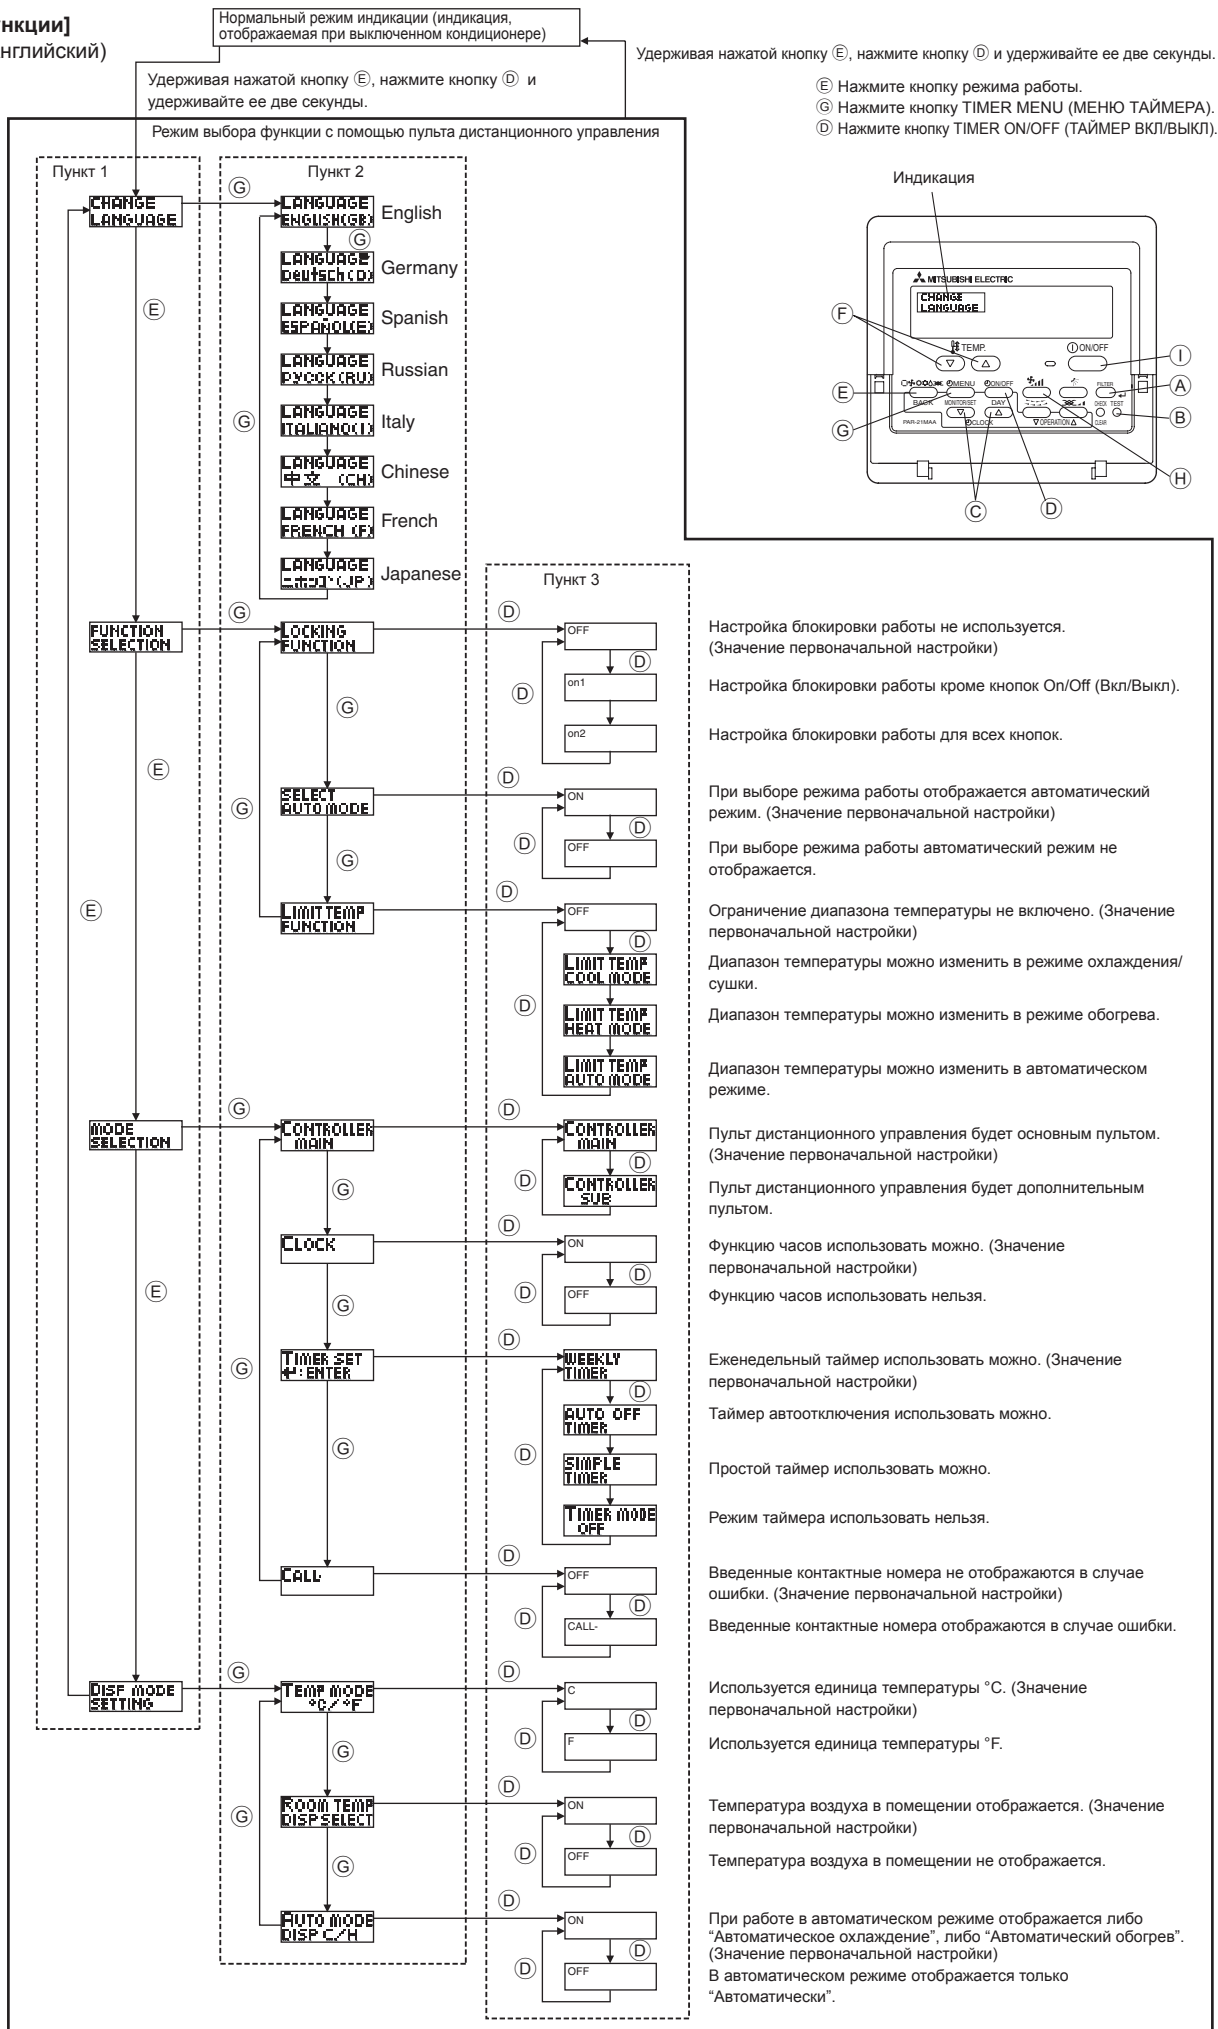 нкции]
нглийский)
Нормальный режим индикации (индикация,
отображаемая при выключенном кондиционере)
Удерживая нажатой кнопку Ⓔ, нажмите кнопку Ⓓ и
удерживайте ее две секунды.
Удерживая нажатой кнопку Ⓔ, нажмите кнопку Ⓓ и удерживайте ее две секунды.
Ⓔ Нажмите кнопку режима работы.
Ⓖ Нажмите кнопку TIMER MENU (МЕНЮ ТАЙМЕРА).
Ⓓ Нажмите кнопку TIMER ON/OFF (ТАЙМЕР ВКЛ/ВЫКЛ).
Режим выбора функции с помощью пульта дистанционного управления
Индикация
MITSUBISHI ELECTRIC
CHANGE
LANGUAGE
TEMP.
ON/OFF
MENU
ON/OFF
FILTER
BACK
MONITOR/SET
DAY
CHECK
TEST
PAR-21MAA
CLOCK
OPERATION
CLEAR
Ⓕ
Ⓔ
Ⓖ
Ⓘ
Ⓐ
Ⓑ
Ⓗ
Ⓒ
Ⓓ
Пункт 1
Пункт 2
CHANGE
LANGUAGE
Ⓖ
LANGUAGE
ENGLISH(GB)
English
Ⓖ
LANGUAGE
Deutsch(D)
Germany
Ⓔ
LANGUAGE
ESPAÑOL(E)
Spanish
LANGUAGE
РУССК(RU)
Russian
Ⓖ
LANGUAGE
ITALIANO(I)
Italy
LANGUAGE
中文 (CH)
Chinese
LANGUAGE
FRENCH (F)
French
LANGUAGE
ニホンゴ(JP)
Japanese
Пункт 3
FUNCTION
SELECTION
Ⓖ
LOCKING
FUNCTION
Ⓓ
OFF
Настройка блокировки работы не используется.
(Значение первоначальной настройки)
Ⓓ
Ⓓ
on1
Настройка блокировки работы кроме кнопок On/Off (Вкл/Выкл).
Ⓖ
on2
Настройка блокировки работы для всех кнопок.
Ⓔ
Ⓖ
SELECT
AUTO MODE
Ⓓ
ON
При выборе режима работы отображается автоматический
режим. (Значение первоначальной настройки)
Ⓓ
Ⓓ
OFF
При выборе режима работы автоматический режим не
отображается.
Ⓖ
Ⓔ
LIMIT TEMP
FUNCTION
Ⓓ
OFF
Ограничение диапазона температуры не включено. (Значение
первоначальной настройки)
Ⓓ
LIMIT TEMP
COOL MODE
Диапазон температуры можно изменить в режиме охлаждения/
сушки.
Ⓓ
LIMIT TEMP
HEAT MODE
Диапазон температуры можно изменить в режиме обогрева.
LIMIT TEMP
AUTO MODE
Диапазон температуры можно изменить в автоматическом
режиме.
MODE
SELECTION
Ⓖ
CONTROLLER
MAIN
Ⓓ
CONTROLLER
MAIN
Пульт дистанционного управления будет основным пультом.
(Значение первоначальной настройки)
Ⓓ
Ⓓ
CONTROLLER
SUB
Пульт дистанционного управления будет дополнительным
пультом.
Ⓖ
CLOCK
Ⓓ
ON
Функцию часов использовать можно. (Значение
первоначальной настройки)
Ⓓ
Ⓓ
OFF
Функцию часов использовать нельзя.
Ⓔ
Ⓖ
Ⓖ
TIMER SET
↵:ENTER
Ⓓ
WEEKLY
TIMER
Еженедельный таймер использовать можно. (Значение
первоначальной настройки)
Ⓓ
AUTO OFF
TIMER
Таймер автоотключения использовать можно.
Ⓖ
Ⓓ
SIMPLE
TIMER
Простой таймер использовать можно.
TIMER MODE
OFF
Режим таймера использовать нельзя.
CALL
Ⓓ
OFF
Введенные контактные номера не отображаются в случае
ошибки. (Значение первоначальной настройки)
Ⓓ
Ⓓ
CALL-
Введенные контактные номера отображаются в случае ошибки.
DISP MODE
SETTING
Ⓖ
TEMP MODE
°C/°F
Ⓓ
C
Используется единица температуры °C. (Значение
первоначальной настройки)
Ⓓ
Ⓓ
F
Используется единица температуры °F.
Ⓖ
Ⓖ
ROOM TEMP
DISP SELECT
Ⓓ
ON
Температура воздуха в помещении отображается. (Значение
первоначальной настройки)
Ⓓ
Ⓓ
OFF
Температура воздуха в помещении не отображается.
Ⓖ
AUTO MODE
DISP C/H
Ⓓ
ON
При работе в автоматическом режиме отображается либо
“Автоматическое охлаждение”, либо “Автоматический обогрев”.
(Значение первоначальной настройки)
Ⓓ
Ⓓ
OFF
В автоматическом режиме отображается только
“Автоматически”.